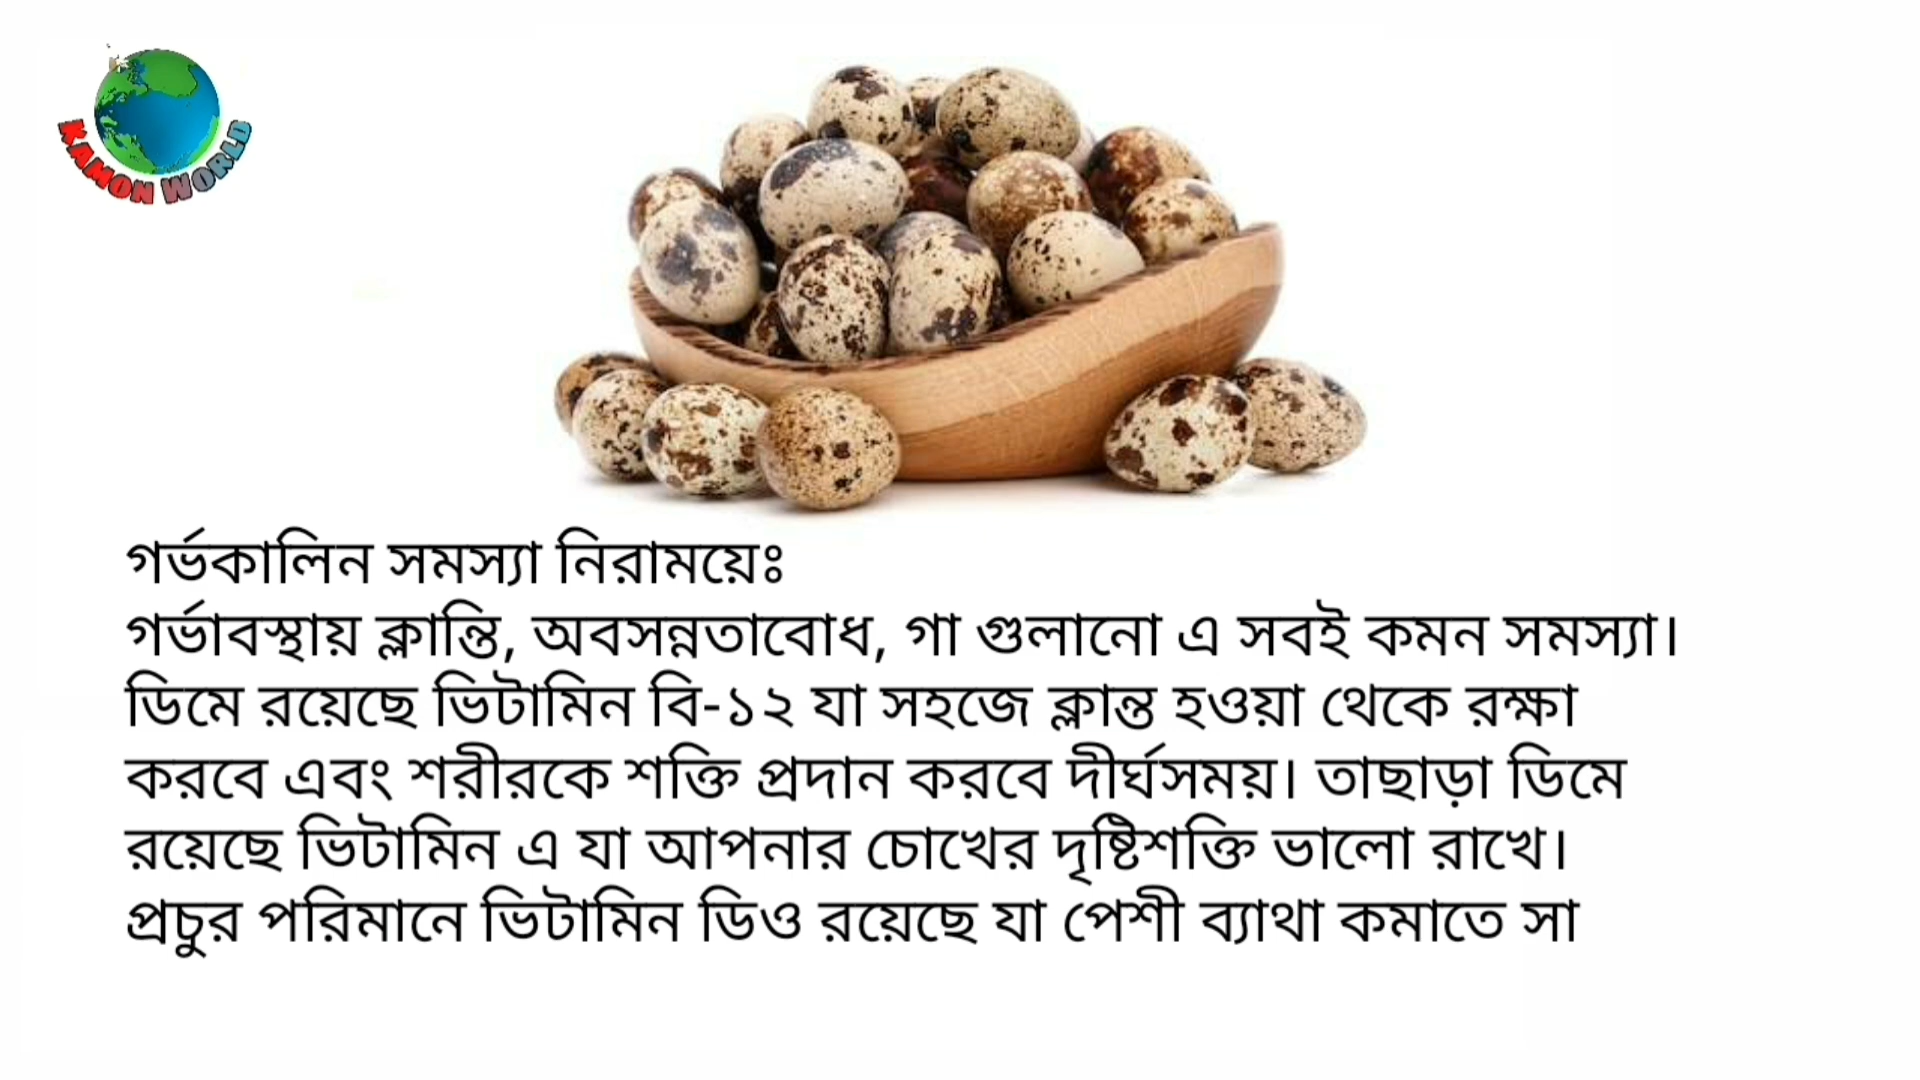 KAMON WORLD
গর্ভকালিন সমস্যা নিরাময়েঃ
গর্ভাবস্থায় ক্লান্তি, অবসন্নতাবোধ, গা গুলানো এ সবই কমন সমস্যা।
ডিমে রয়েছে ভিটামিন বি-১২ যা সহজে ক্লান্ত হওয়া থেকে রক্ষা
করবে এবং শরীরকে শক্তি প্রদান করবে দীর্ঘসময়। তাছাড়া ডিমে
রয়েছে ভিটামিন এ যা আপনার চোখের দৃষ্টিশক্তি ভালো রাখে।
প্রচুর পরিমানে ভিটামিন ডিও রয়েছে যা পেশী ব্যাথা কমাতে সা